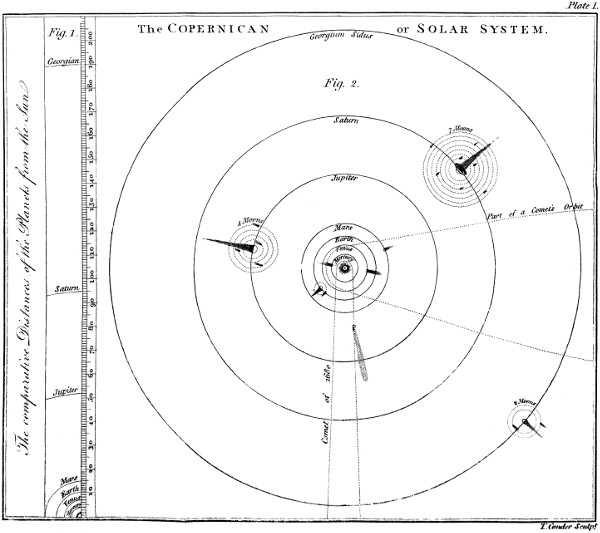 Plate 1.
The COPERNICAN or SOLAR SYSTEM.
Fig. 1.
The comparative Distances of the Planets from the Sun
Georgian
Saturn
Jupiter
Mars
Earth
Venus
200
190
180
170
160
150
140
130
120
110
100
90
80
70
60
50
40
30
20
10
Georgium Sidus
Fig. 2.
Saturn
7 Moons
Jupiter
Part of a Comet's Orbit
4 Moons
Mars
Earth
Venus
Mercury
Comet of 1680
2 Moons
T. Conder Sculpt.